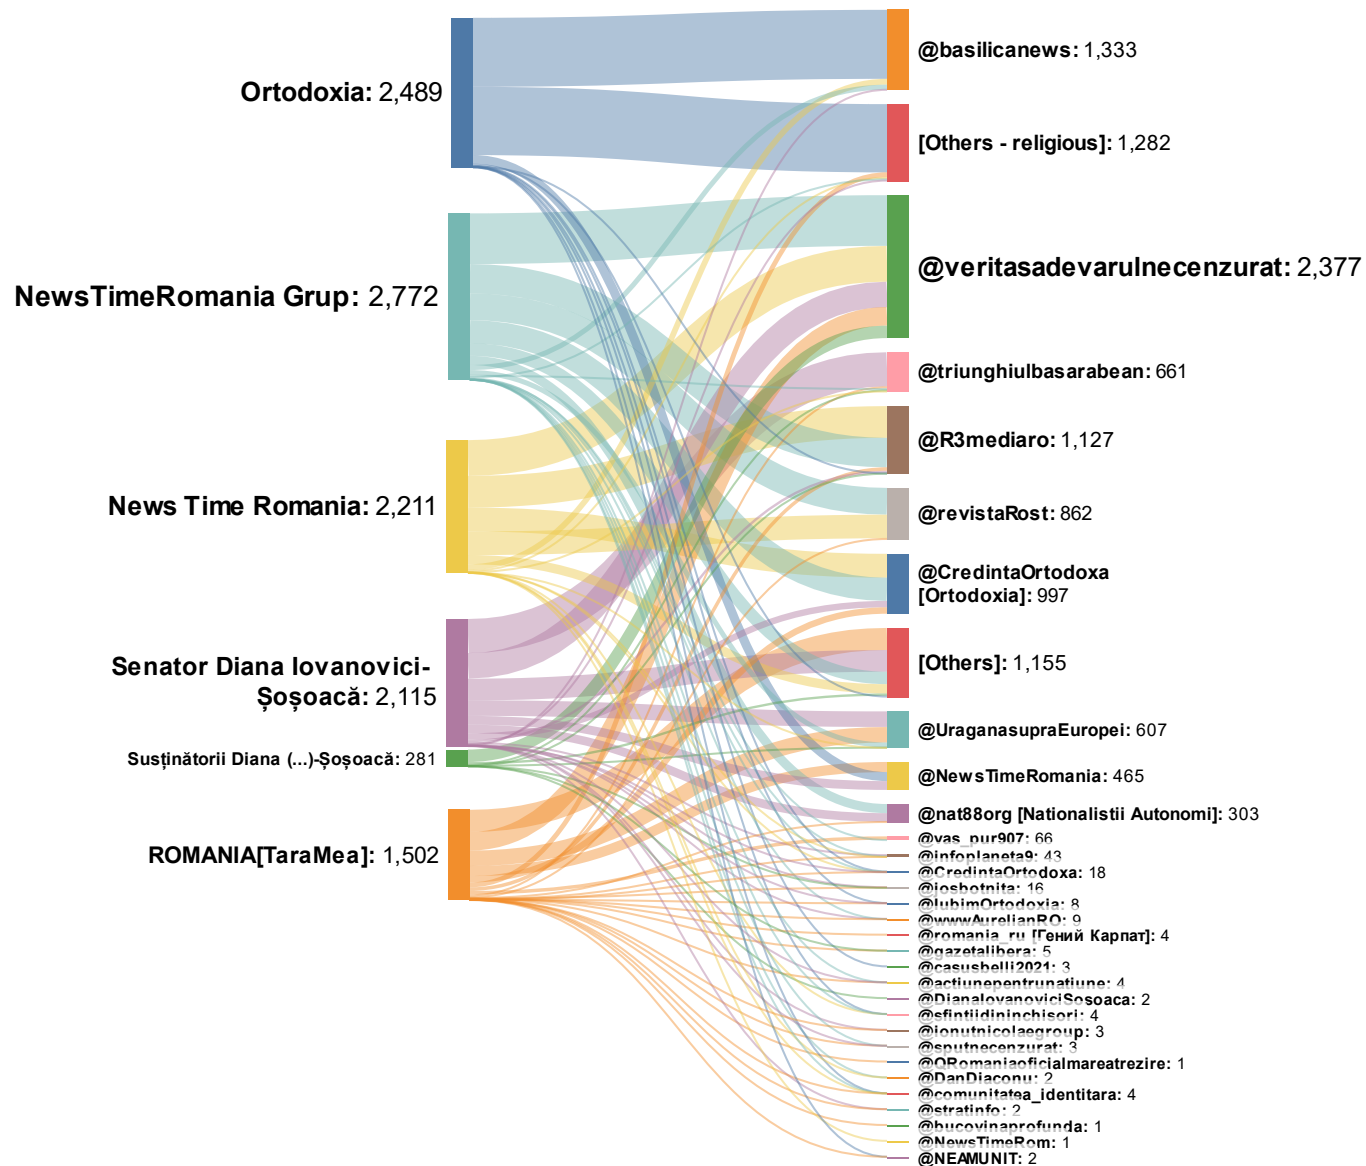 Ortodoxia: 2,489
NewsTimeRomania Grup: 2,772
News Time Romania: 2,211
Senator Diana Iovanovici-
Șoșoacă: 2,115
Susținătorii Diana (...)-Șoșoacă: 281
ROMANIA[TaraMea]: 1,502
@basilicanews: 1,333
[Others - religious]: 1,282
@veritasadevarulnecenzurat: 2,377
@triunghiulbasarabean: 661
@R3mediaro: 1,127
@revistaRost: 862
@CredintaOrtodoxa
[Ortodoxia]: 997
[Others]: 1,155
@UraganasupraEuropei: 607
@NewsTimeRomania: 465
@nat88org [Nationalistii Autonomi]: 303
@vas_pur907: 66
@infoplaneta9: 43
@CredintaOrtodoxa: 18
@josbotnita: 16
@IubimOrtodoxia: 8
@wwwAurelianRO: 9
@romania_ru [Гений Карпат]: 4
@gazetalibera: 5
@casusbelli2021: 3
@actiunepentrunatiune: 4
@DianaIovanoviciSosoaca: 2
@sfintiidininchisori: 4
@ionutnicolaegroup: 3
@sputnecenzurat: 3
@QRomaniaoficialmareatrezire: 1
@DanDiaconu: 2
@comunitatea_identitara: 4
@stratinfo: 2
@bucovinaprofunda: 1
@NewsTimeRom: 1
@NEAMUNIT: 2